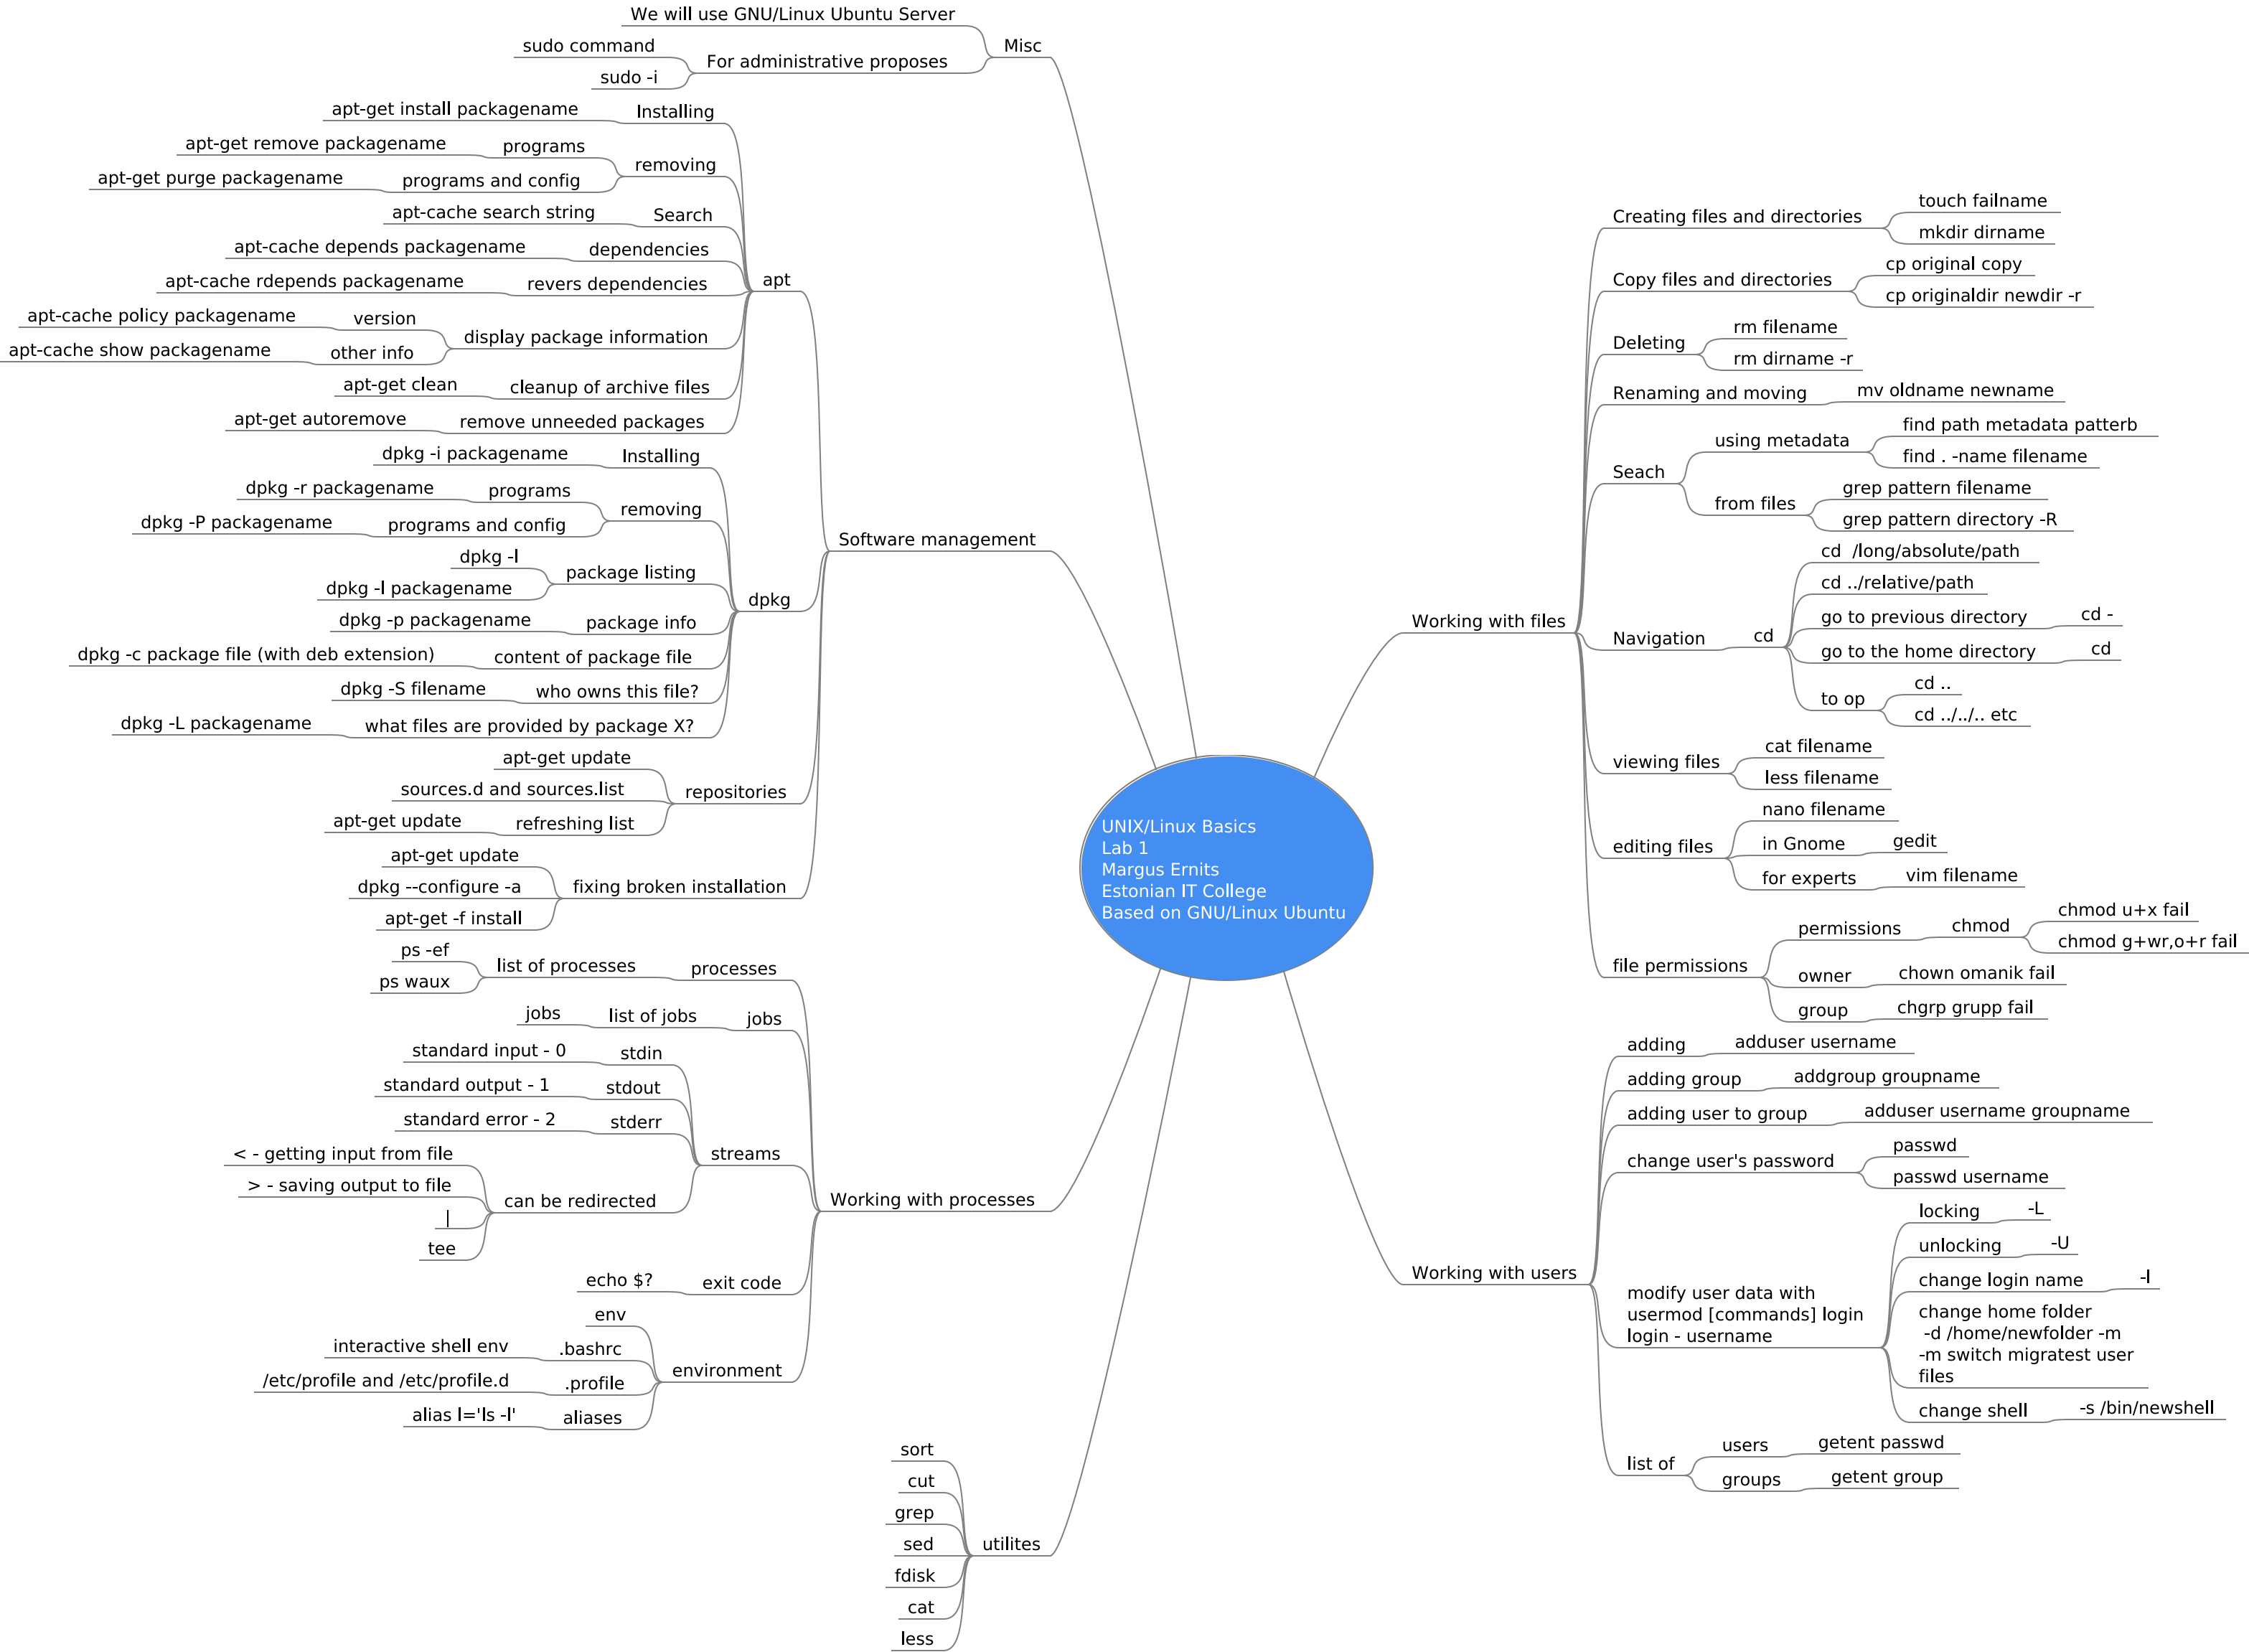 UNIX/Linux Basics
Lab 1
Margus Ernits
Estonian IT College
Based on GNU/Linux Ubuntu
Misc
We will use GNU/Linux Ubuntu Server
For administrative proposes
sudo command
sudo -i
Software management
apt
Installing
apt-get install packagename
removing
programs
apt-get remove packagename
programs and config
apt-get purge packagename
Search
apt-cache search string
dependencies
apt-cache depends packagename
revers dependencies
apt-cache rdepends packagename
display package information
version
apt-cache policy packagename
other info
apt-cache show packagename
cleanup of archive files
apt-get clean
remove unneeded packages
apt-get autoremove
dpkg
Installing
dpkg -i packagename
removing
programs
dpkg -r packagename
programs and config
dpkg -P packagename
package listing
dpkg -l
dpkg -l packagename
package info
dpkg -p packagename
content of package file
dpkg -c package file (with deb extension)
who owns this file?
dpkg -S filename
what files are provided by package X?
dpkg -L packagename
repositories
apt-get update
sources.d and sources.list
refreshing list
apt-get update
fixing broken installation
apt-get update
dpkg --configure -a
apt-get -f install
Working with processes
processes
list of processes
ps -ef
ps waux
jobs
list of jobs
jobs
streams
stdin
standard input - 0
stdout
standard output - 1
stderr
standard error - 2
can be redirected
< - getting input from file
> - saving output to file
|
tee
exit code
echo $?
environment
env
.bashrc
interactive shell env
.profile
/etc/profile and /etc/profile.d
aliases
alias l='ls -l'
utilites
sort
cut
grep
sed
fdisk
cat
less
Working with files
Creating files and directories
touch failname
mkdir dirname
Copy files and directories
cp original copy
cp originaldir newdir -r
Deleting
rm filename
rm dirname -r
Renaming and moving
mv oldname newname
Seach
using metadata
find path metadata patterb
find . -name filename
from files
grep pattern filename
grep pattern directory -R
Navigation
cd
cd  /long/absolute/path
cd ../relative/path
go to previous directory
cd -
go to the home directory
cd
to op
cd ..
cd ../../.. etc
viewing files
cat filename
less filename
editing files
nano filename
in Gnome
gedit
for experts
vim filename
file permissions
permissions
chmod
chmod u+x fail
chmod g+wr,o+r fail
owner
chown omanik fail
group
chgrp grupp fail
Working with users
adding
adduser username
adding group
addgroup groupname
adding user to group
adduser username groupname
change user's password
passwd
passwd username
modify user data with
usermod [commands] login
login - username
locking
-L
unlocking
-U
change login name
-l
change home folder
-d /home/newfolder -m
-m switch migratest user
files
change shell
-s /bin/newshell
list of
users
getent passwd
groups
getent group